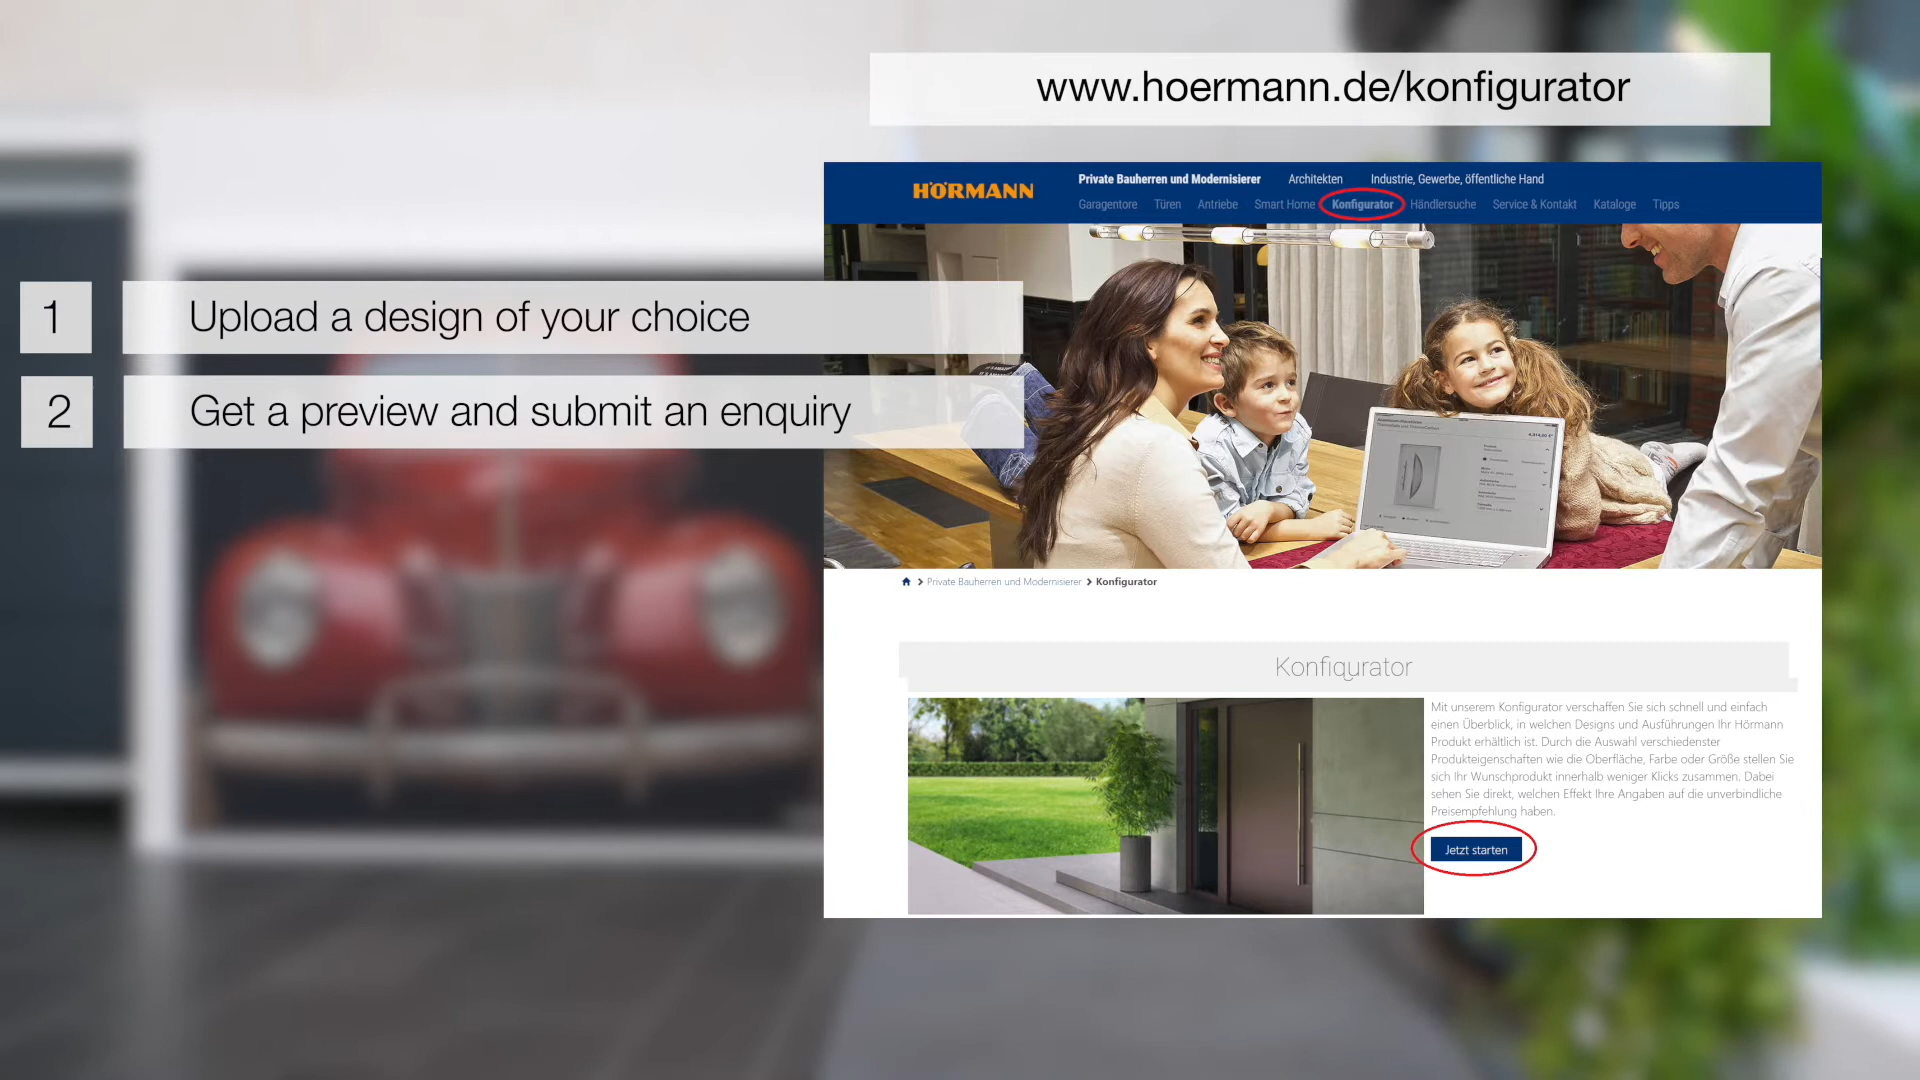 www.hoermann.de/konfigurator
1 Upload a design of your choice
2 Get a preview and submit an enquiry
HÖRMANN
Private Bauherren und Modernisierer Architekten Industrie, Gewerbe, öffentliche Hand
Garagentore Türen Antriebe Smart Home Konfigurator Händlersuche Service & Kontakt Kataloge Tipps
Private Bauherren und Modernisierer > Konfigurator
Konfigurator
Mit unserem Konfigurator verschaffen Sie sich schnell und einfach
einen Überblick, in welchen Designs und Ausführungen Ihr Hörmann
Produkt erhältlich ist. Durch die Auswahl verschiedenster
Produkteigenschaften wie die Oberfläche, Farbe oder Größe stellen Sie
sich Ihr Wunschprodukt innerhalb weniger Klicks zusammen. Dabei
sehen Sie direkt, welchen Effekt Ihre Angaben auf die unverbindliche
Preisempfehlung haben.
Jetzt starten